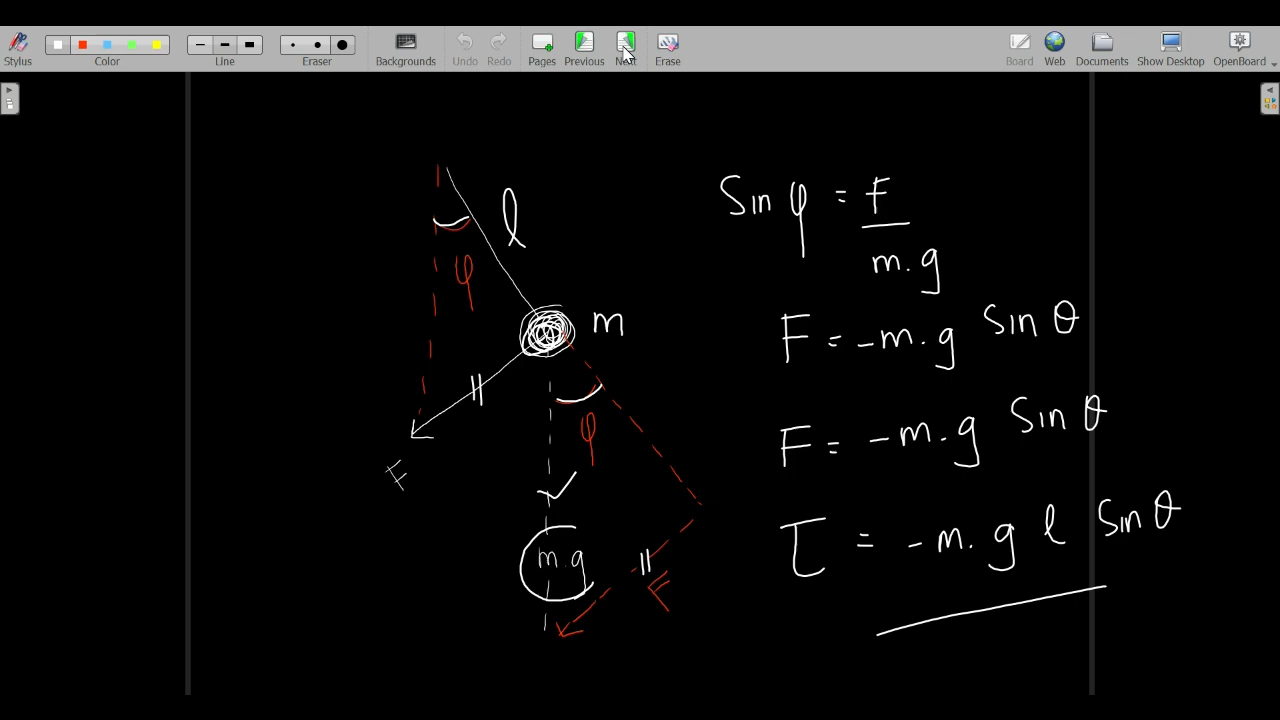 Stylus Color Line Eraser Backgrounds Undo Redo Pages Previous Next Erase Board Web Documents Show Desktop OpenBoard
l
φ
m
φ
F
m.g
F
Sin φ = F / m.g
F = -m.g Sin θ
F = -m.g Sin θ
τ = -m.g l Sin θ